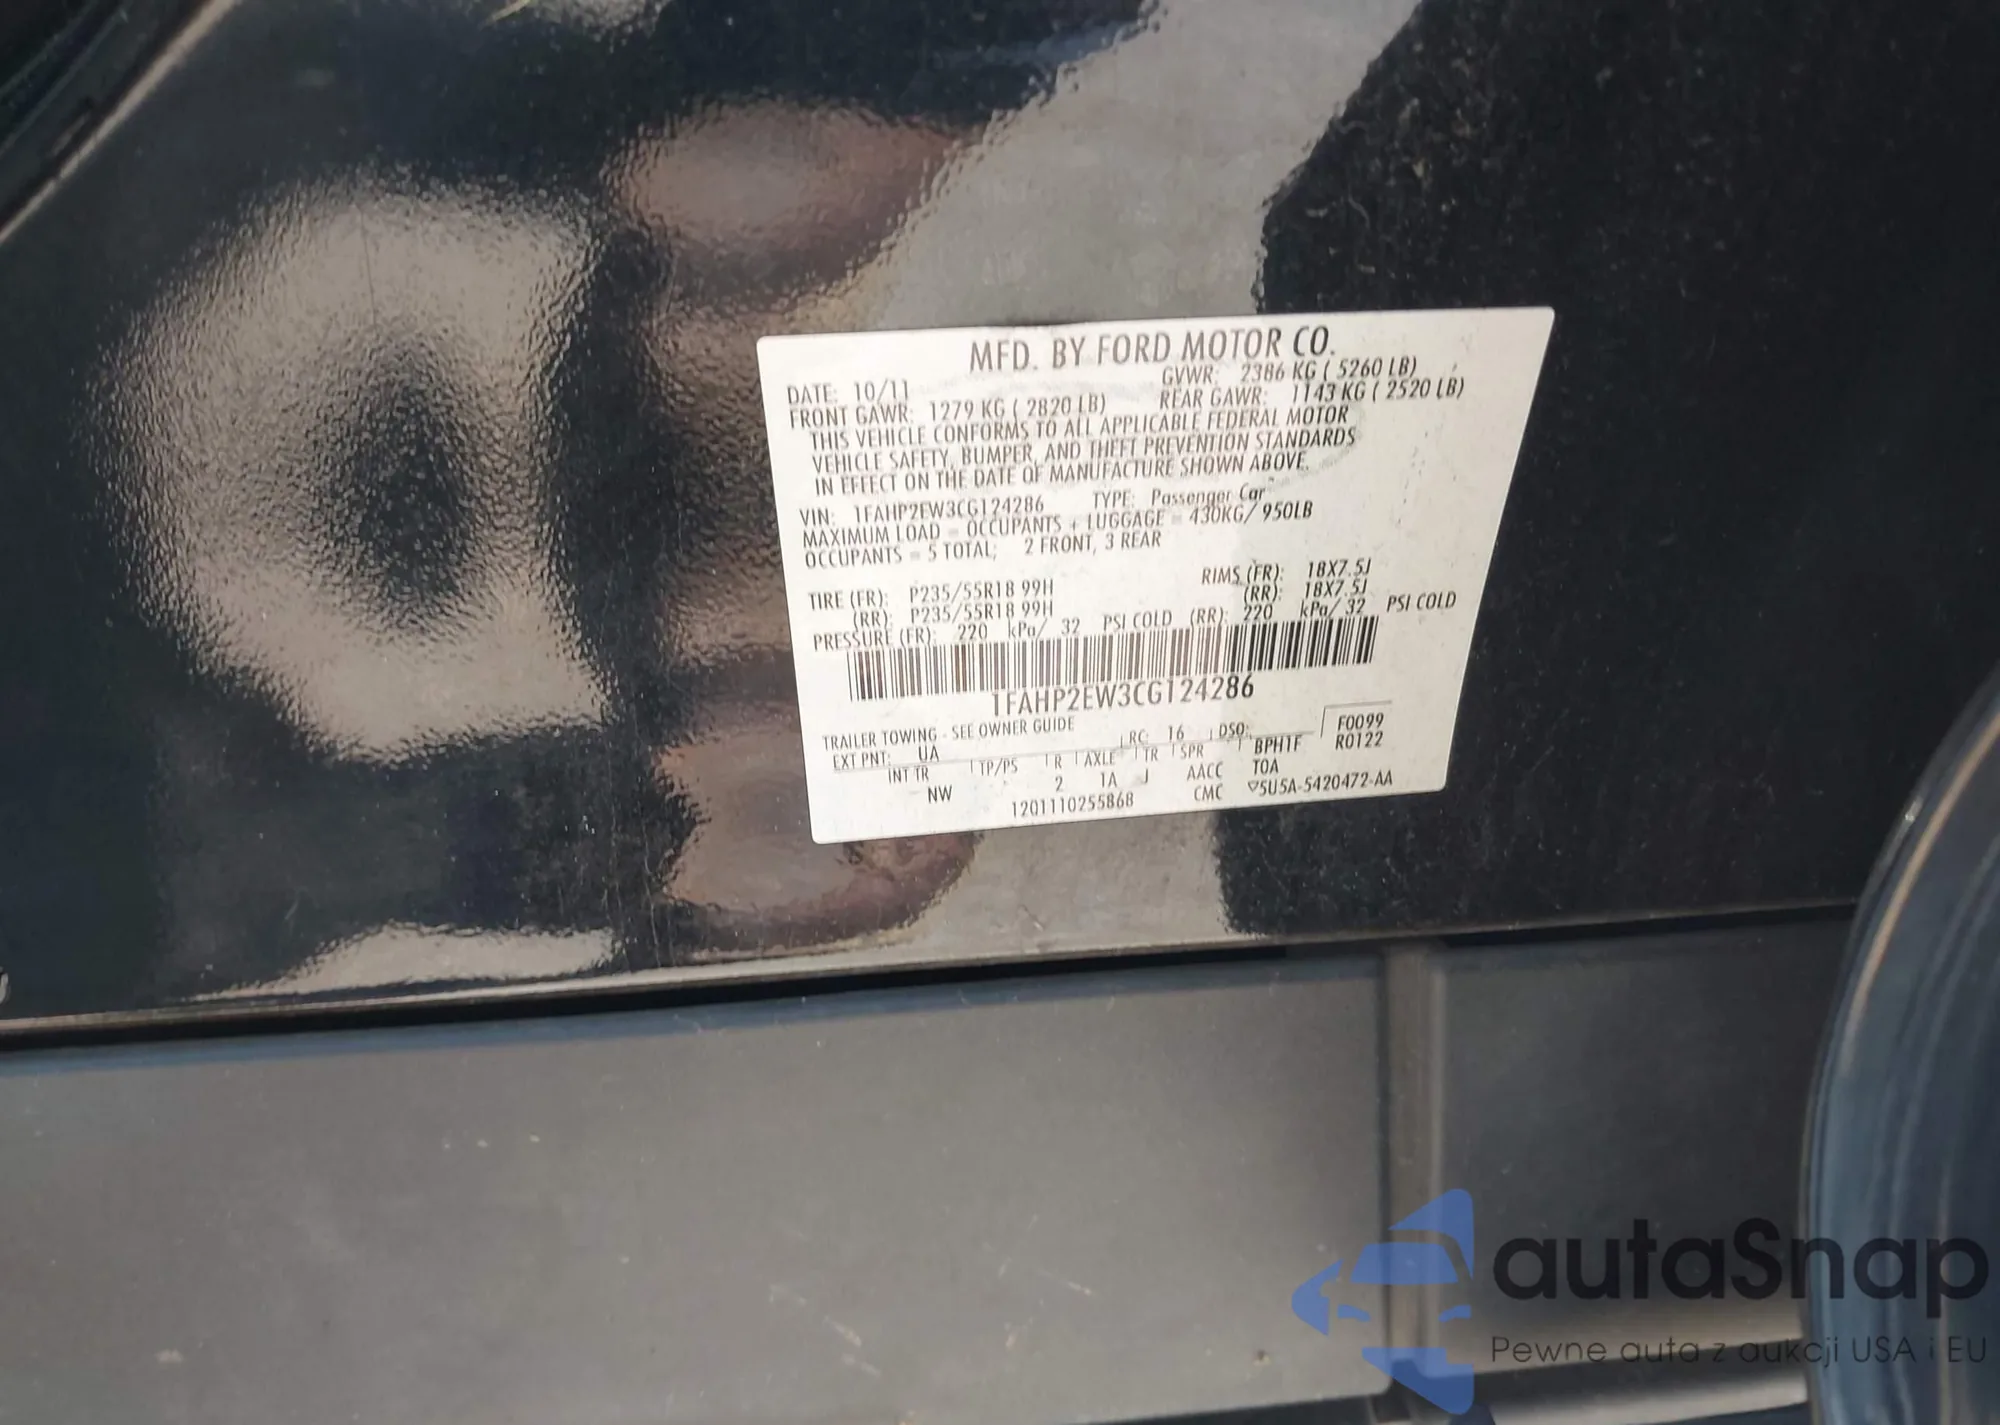 MFD. BY FORD MOTOR CO.
DATE: 10/11 GVWR: 2386 KG ( 5260 LB)
FRONT GAWR: 1279 KG ( 2820 LB) REAR GAWR: 1143 KG ( 2520 LB)
THIS VEHICLE CONFORMS TO ALL APPLICABLE FEDERAL MOTOR
VEHICLE SAFETY, BUMPER, AND THEFT PREVENTION STANDARDS
IN EFFECT ON THE DATE OF MANUFACTURE SHOWN ABOVE.
VIN: 1FAHP2EW3CG124286 TYPE: Passenger Car
MAXIMUM LOAD = OCCUPANTS + LUGGAGE = 430KG/ 950LB
OCCUPANTS = 5 TOTAL; 2 FRONT, 3 REAR
TIRE (FR): P235/55R18 99H RIMS (FR): 18X7.5J
(RR): P235/55R18 99H (RR): 18X7.5J
PRESSURE (FR): 220 kPa/ 32 PSI COLD (RR): 220 kPa/ 32 PSI COLD
1FAHP2EW3CG124286
TRAILER TOWING - SEE OWNER GUIDE
EXT PNT: UA RC: 16 DSO: F0099
INT TR TP/PS R AXLE TR SPR BPH1F R0122
NW 2 1A J AACC TOA
1201110255868 CMC ▽5U5A-5420472-AA
autaSnap
Pewne auta z aukcji USA i EU